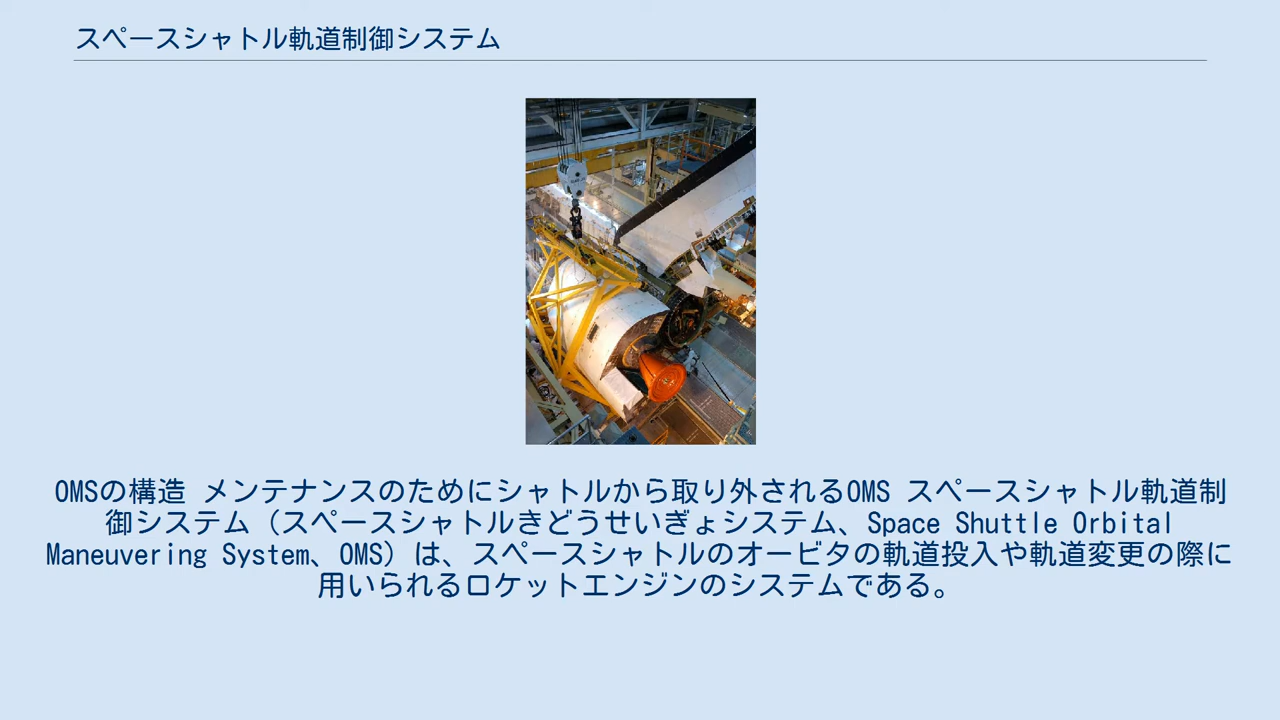 スペースシャトル軌道制御システム
OMSの構造 メンテナンスのためにシャトルから取り外されるOMS スペースシャトル軌道制
御システム（スペースシャトルきどうせいぎょシステム、Space Shuttle Orbital
Maneuvering System、OMS）は、スペースシャトルのオービタの軌道投入や軌道変更の際に
用いられるロケットエンジンのシステムである。